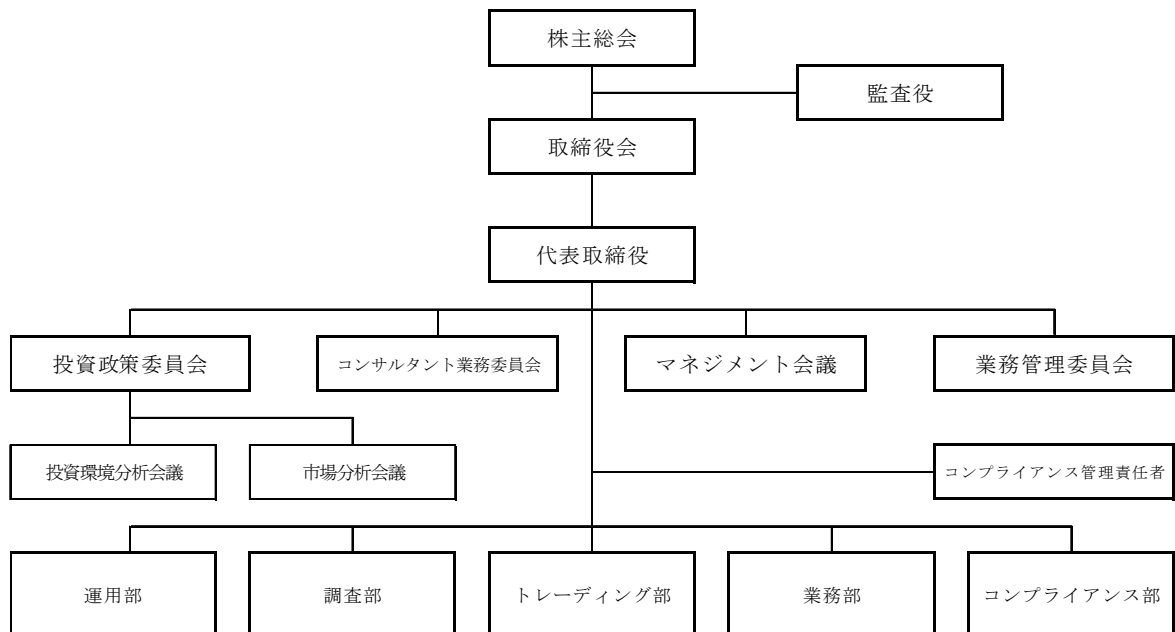 株主総会
監査役
取締役会
代表取締役
投資政策委員会
コンサルタント業務委員会
マネジメント会議
業務管理委員会
投資環境分析会議
市場分析会議
コンプライアンス管理責任者
運用部
調査部
トレーディング部
業務部
コンプライアンス部